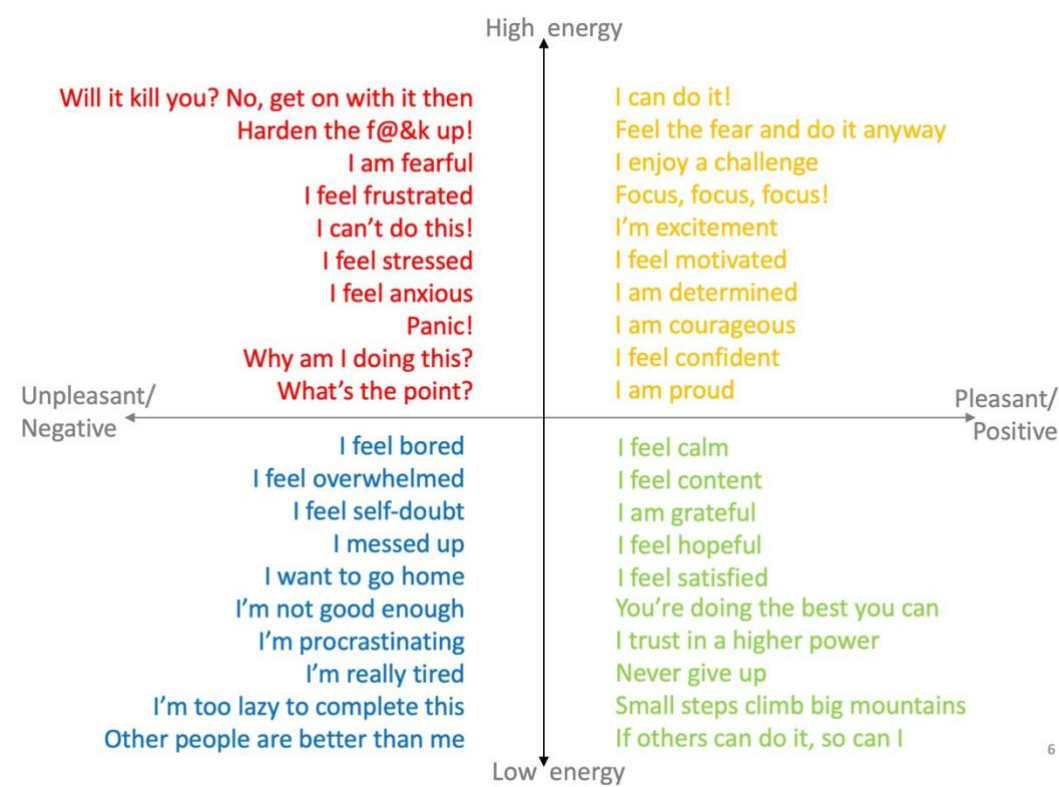 High energy
Will it kill you? No, get on with it then
Harden the f@&k up!
I am fearful
I feel frustrated
I can’t do this!
I feel stressed
I feel anxious
Panic!
Why am I doing this?
What’s the point?
I can do it!
Feel the fear and do it anyway
I enjoy a challenge
Focus, focus, focus!
I’m excitement
I feel motivated
I am determined
I am courageous
I feel confident
I am proud
Unpleasant/
Negative
Pleasant/
Positive
I feel bored
I feel overwhelmed
I feel self-doubt
I messed up
I want to go home
I’m not good enough
I’m procrastinating
I’m really tired
I’m too lazy to complete this
Other people are better than me
I feel calm
I feel content
I am grateful
I feel hopeful
I feel satisfied
You’re doing the best you can
I trust in a higher power
Never give up
Small steps climb big mountains
If others can do it, so can I
Low energy
6